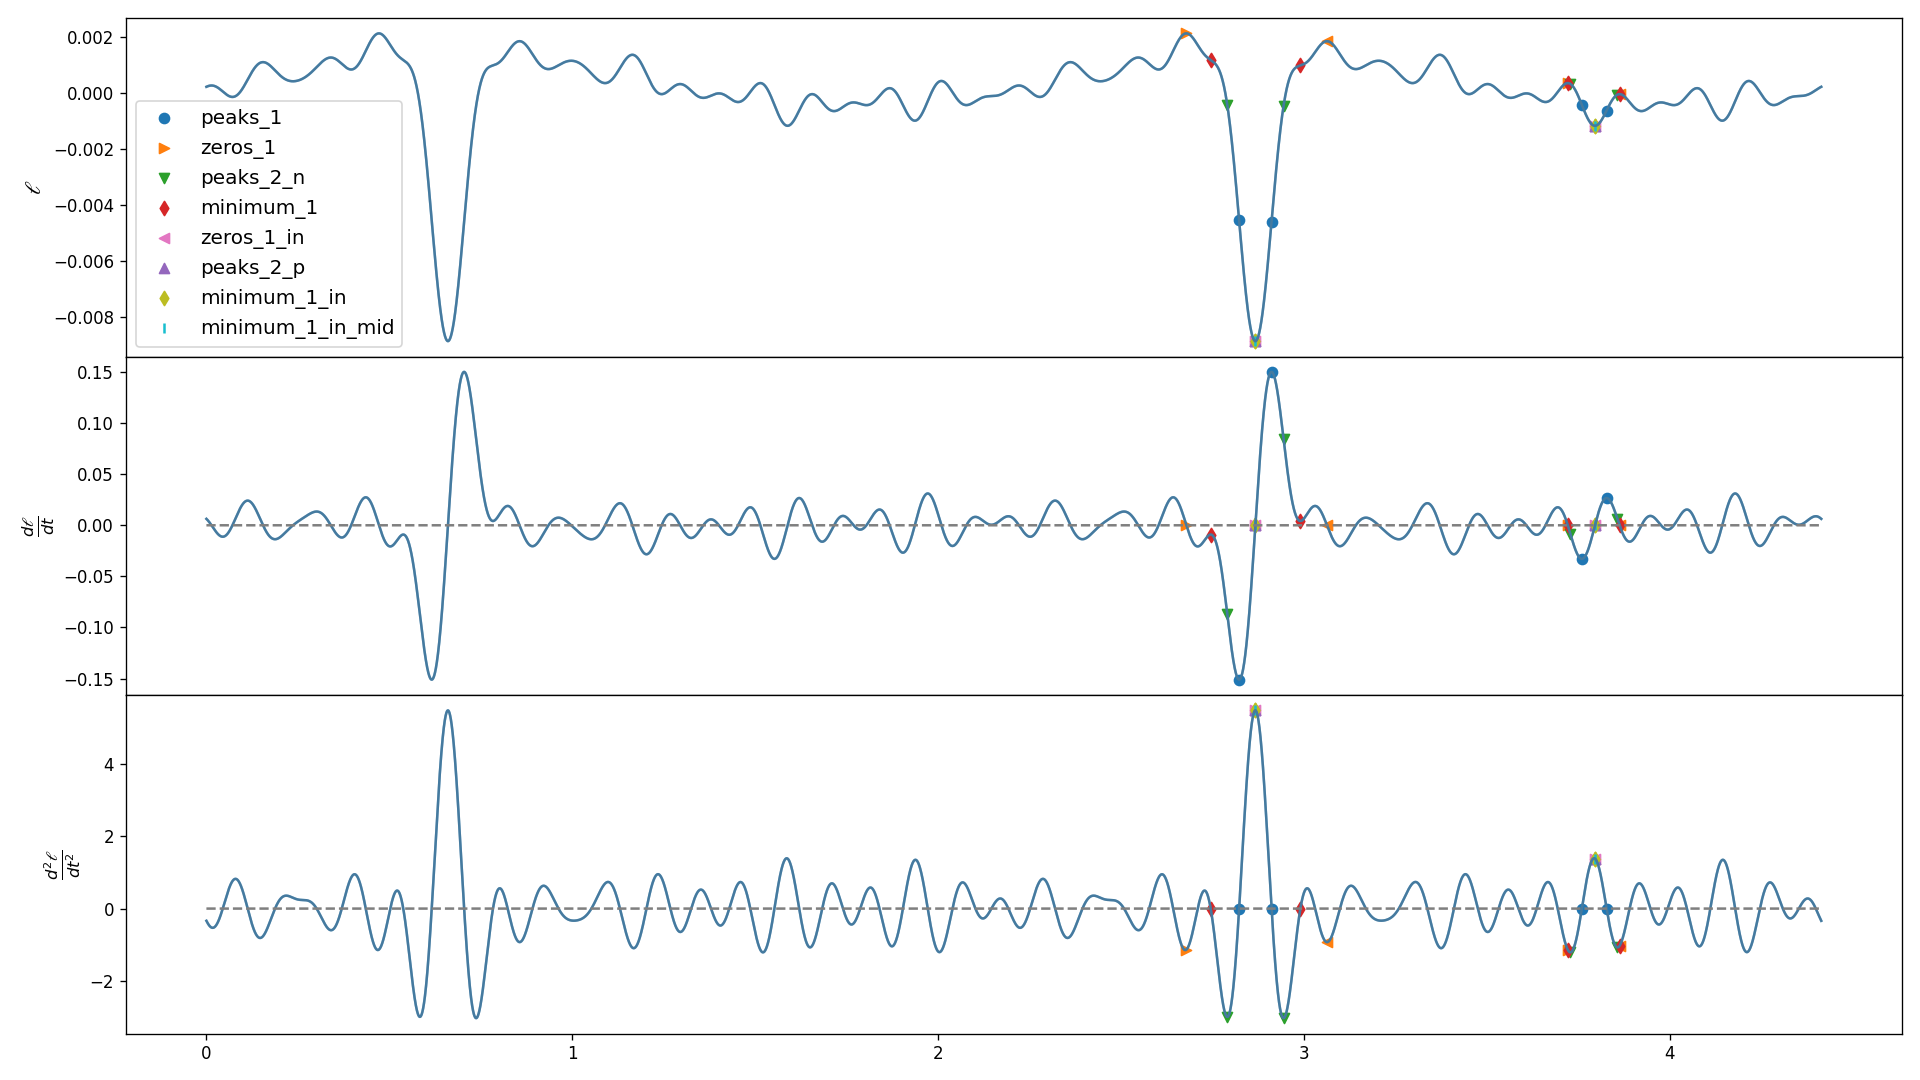 0.002
0.000
−0.002
−0.004
−0.006
−0.008
ℓ
peaks_1
zeros_1
peaks_2_n
minimum_1
zeros_1_in
peaks_2_p
minimum_1_in
minimum_1_in_mid
0.15
0.10
0.05
0.00
−0.05
−0.10
−0.15
dℓ
dt
4
2
0
−2
d²ℓ
dt²
0 1 2 3 4